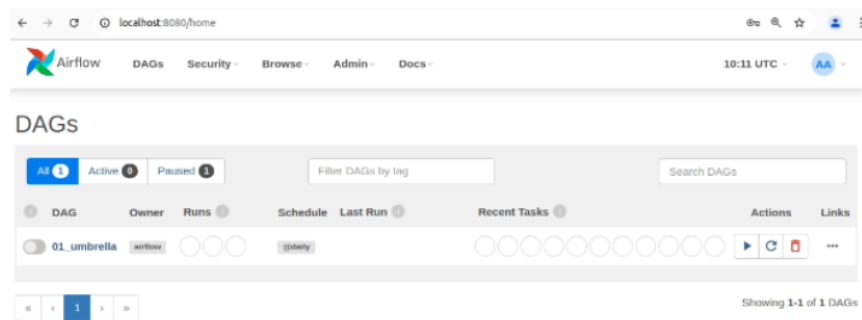 localhost:8080/home
Airflow DAGs Security Browse Admin Docs 10:11 UTC AA
DAGs
All 1 Active 0 Paused 1 Filter DAGs by tag Search DAGs
DAG Owner Runs Schedule Last Run Recent Tasks Actions Links
01_umbrella airflow @daily
« ‹ 1 › » Showing 1-1 of 1 DAGs